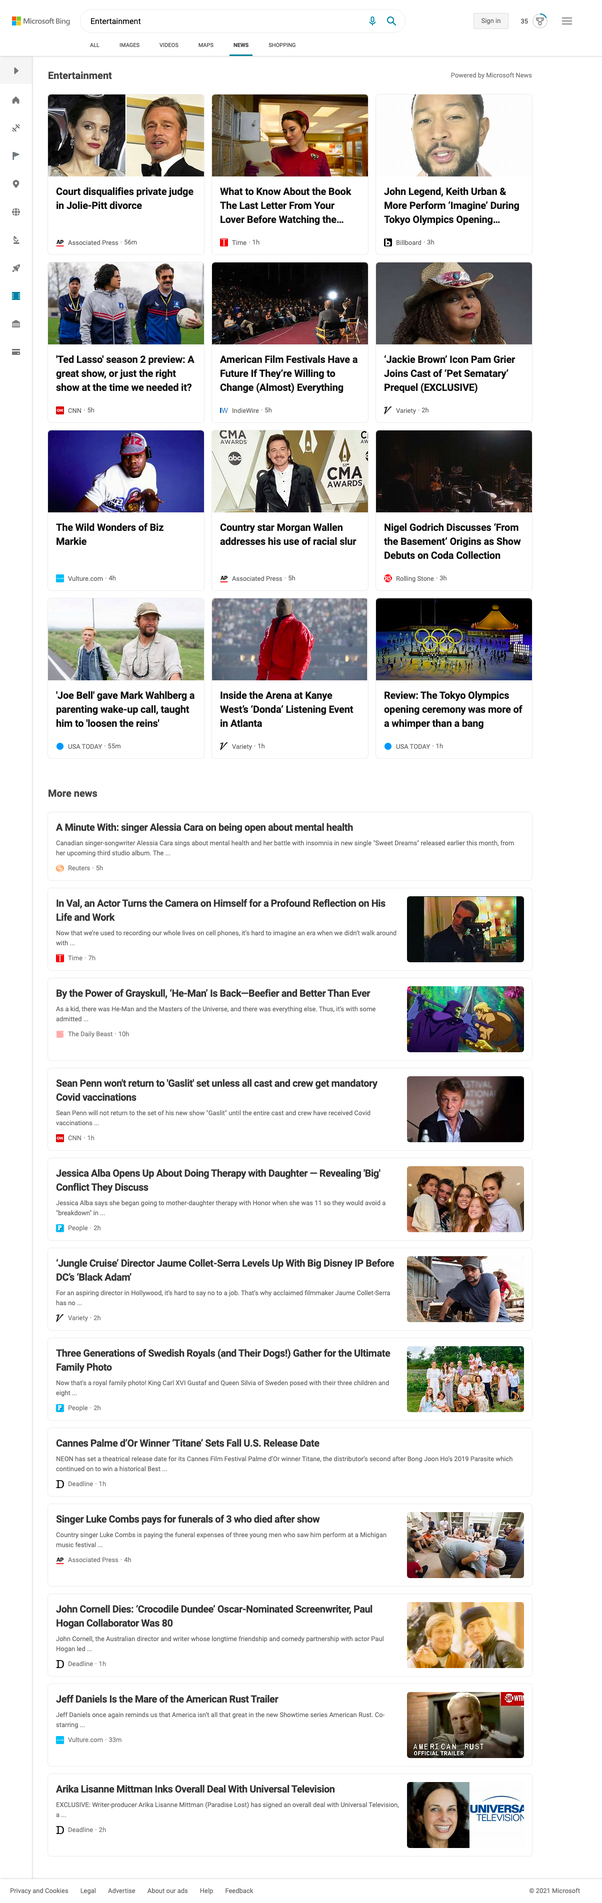 Microsoft Bing
Entertainment
Sign in
35
ALL
IMAGES
VIDEOS
MAPS
NEWS
SHOPPING
Entertainment
Powered by Microsoft News
Court disqualifies private judge
in Jolie-Pitt divorce
AP Associated Press · 56m
What to Know About the Book
The Last Letter From Your
Lover Before Watching the...
Time · 1h
John Legend, Keith Urban &
More Perform ‘Imagine’ During
Tokyo Olympics Opening...
Billboard · 3h
'Ted Lasso' season 2 preview: A
great show, or just the right
show at the time we needed it?
CNN · 5h
American Film Festivals Have a
Future If They’re Willing to
Change (Almost) Everything
IW IndieWire · 5h
‘Jackie Brown’ Icon Pam Grier
Joins Cast of ‘Pet Sematary’
Prequel (EXCLUSIVE)
Variety · 2h
BIZ
The Wild Wonders of Biz
Markie
Vulture.com · 4h
CMA
AWARDS
abc
CMA
AWARDS
Country star Morgan Wallen
addresses his use of racial slur
AP Associated Press · 5h
Nigel Godrich Discusses ‘From
the Basement’ Origins as Show
Debuts on Coda Collection
Rolling Stone · 3h
'Joe Bell' gave Mark Wahlberg a
parenting wake-up call, taught
him to 'loosen the reins'
USA TODAY · 55m
Inside the Arena at Kanye
West’s ‘Donda’ Listening Event
in Atlanta
Variety · 1h
Review: The Tokyo Olympics
opening ceremony was more of
a whimper than a bang
USA TODAY · 1h
More news
A Minute With: singer Alessia Cara on being open about mental health
Canadian singer-songwriter Alessia Cara sings about mental health and her battle with insomnia in new single "Sweet Dreams" released earlier this month, from
her upcoming third studio album. The ...
Reuters · 5h
In Val, an Actor Turns the Camera on Himself for a Profound Reflection on His
Life and Work
Now that we're used to recording our whole lives on cell phones, it's hard to imagine an era when we didn't walk around
with ...
Time · 7h
By the Power of Grayskull, ‘He-Man’ Is Back—Beefier and Better Than Ever
As a kid, there was He-Man and the Masters of the Universe, and there was everything else. Thus, it's with some
admitted ...
The Daily Beast · 10h
Sean Penn won't return to 'Gaslit' set unless all cast and crew get mandatory
Covid vaccinations
Sean Penn will not return to the set of his new show "Gaslit" until the entire cast and crew have received Covid
vaccinations ...
CNN · 1h
Jessica Alba Opens Up About Doing Therapy with Daughter — Revealing 'Big'
Conflict They Discuss
Jessica Alba says she began going to mother-daughter therapy with Honor when she was 11 so they would avoid a
"breakdown" in ...
People · 2h
‘Jungle Cruise’ Director Jaume Collet-Serra Levels Up With Big Disney IP Before
DC’s ‘Black Adam’
For an aspiring director in Hollywood, it's hard to say no to a job. That's why acclaimed filmmaker Jaume Collet-Serra
has no ...
Variety · 2h
Three Generations of Swedish Royals (and Their Dogs!) Gather for the Ultimate
Family Photo
Now that's a royal family photo! King Carl XVI Gustaf and Queen Silvia of Sweden posed with their three children and
eight ...
People · 2h
Cannes Palme d’Or Winner ‘Titane’ Sets Fall U.S. Release Date
NEON has set a theatrical release date for its Cannes Film Festival Palme d'Or winner Titane, the distributor's second after Bong Joon Ho's 2019 Parasite which
continued on to win a historical Best ...
Deadline · 1h
Singer Luke Combs pays for funerals of 3 who died after show
Country singer Luke Combs is paying the funeral expenses of three young men who saw him perform at a Michigan
music festival ...
AP Associated Press · 4h
John Cornell Dies: ‘Crocodile Dundee’ Oscar-Nominated Screenwriter, Paul
Hogan Collaborator Was 80
John Cornell, the Australian director and writer whose longtime friendship and comedy partnership with actor Paul
Hogan led ...
Deadline · 1h
Jeff Daniels Is the Mare of the American Rust Trailer
Jeff Daniels once again reminds us that America isn't all that great in the new Showtime series American Rust. Co-
starring ...
Vulture.com · 33m
AMERICAN RUST
OFFICIAL TRAILER
Arika Lisanne Mittman Inks Overall Deal With Universal Television
EXCLUSIVE: Writer-producer Arika Lisanne Mittman (Paradise Lost) has signed an overall deal with Universal Television,
a ...
Deadline · 2h
UNIVERSA
TELEVISION
Privacy and Cookies
Legal
Advertise
About our ads
Help
Feedback
© 2021 Microsoft